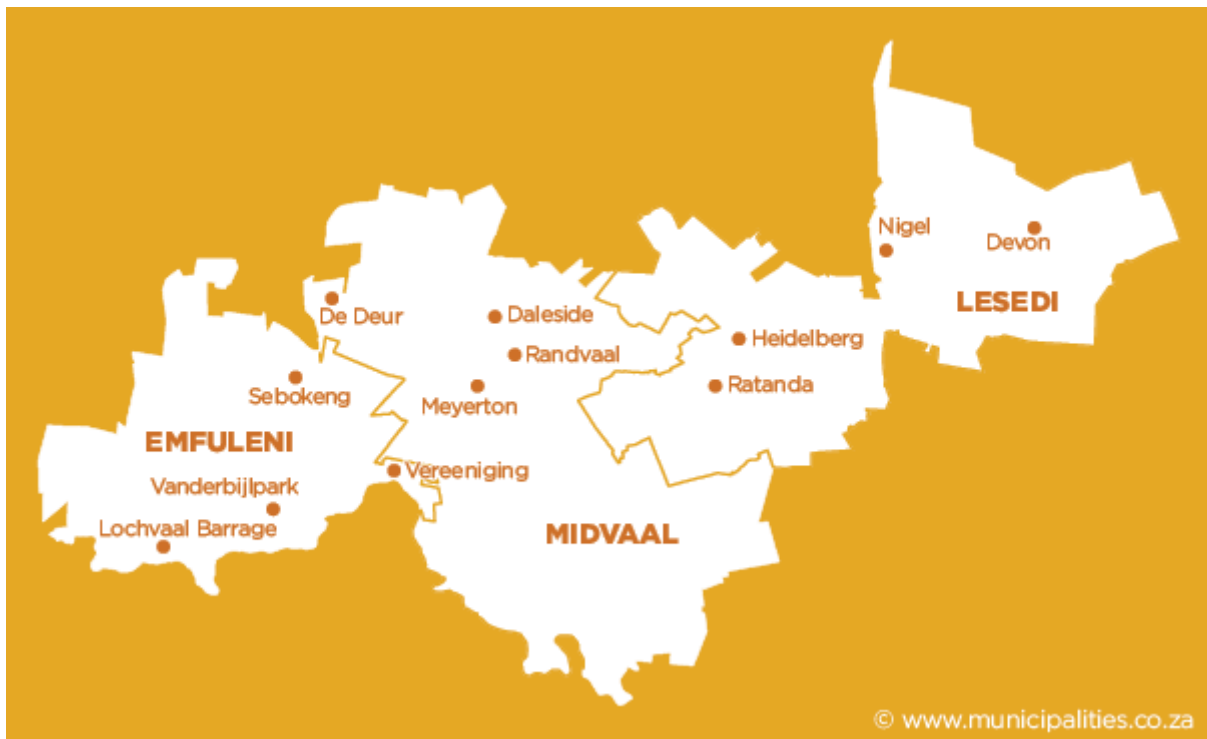 Nigel
Devon
LESEDI
De Deur
Daleside
Heidelberg
Randvaal
Ratanda
Sebokeng
Meyerton
EMFULENI
Vereeniging
Vanderbijlpark
Lochvaal Barrage
MIDVAAL
© www.municipalities.co.za